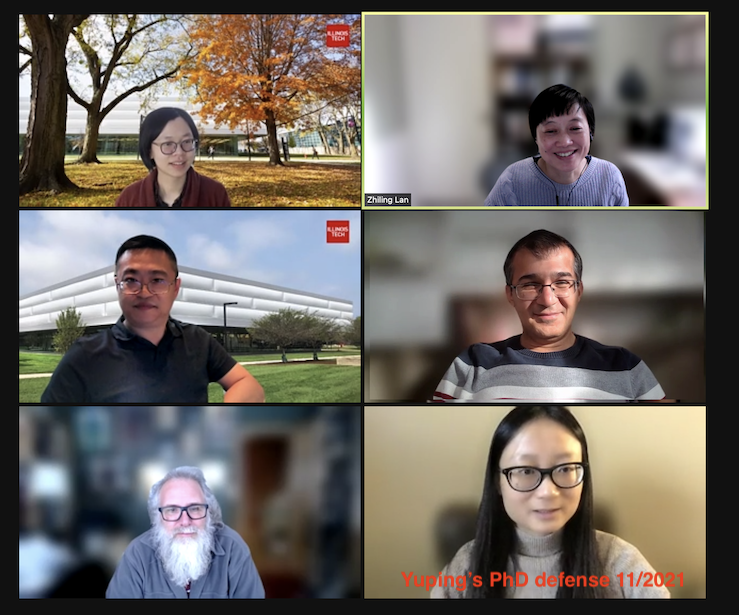 ILLINOIS
TECH
Zhiling Lan
ILLINOIS
TECH
Yuping's PhD defense 11/2021